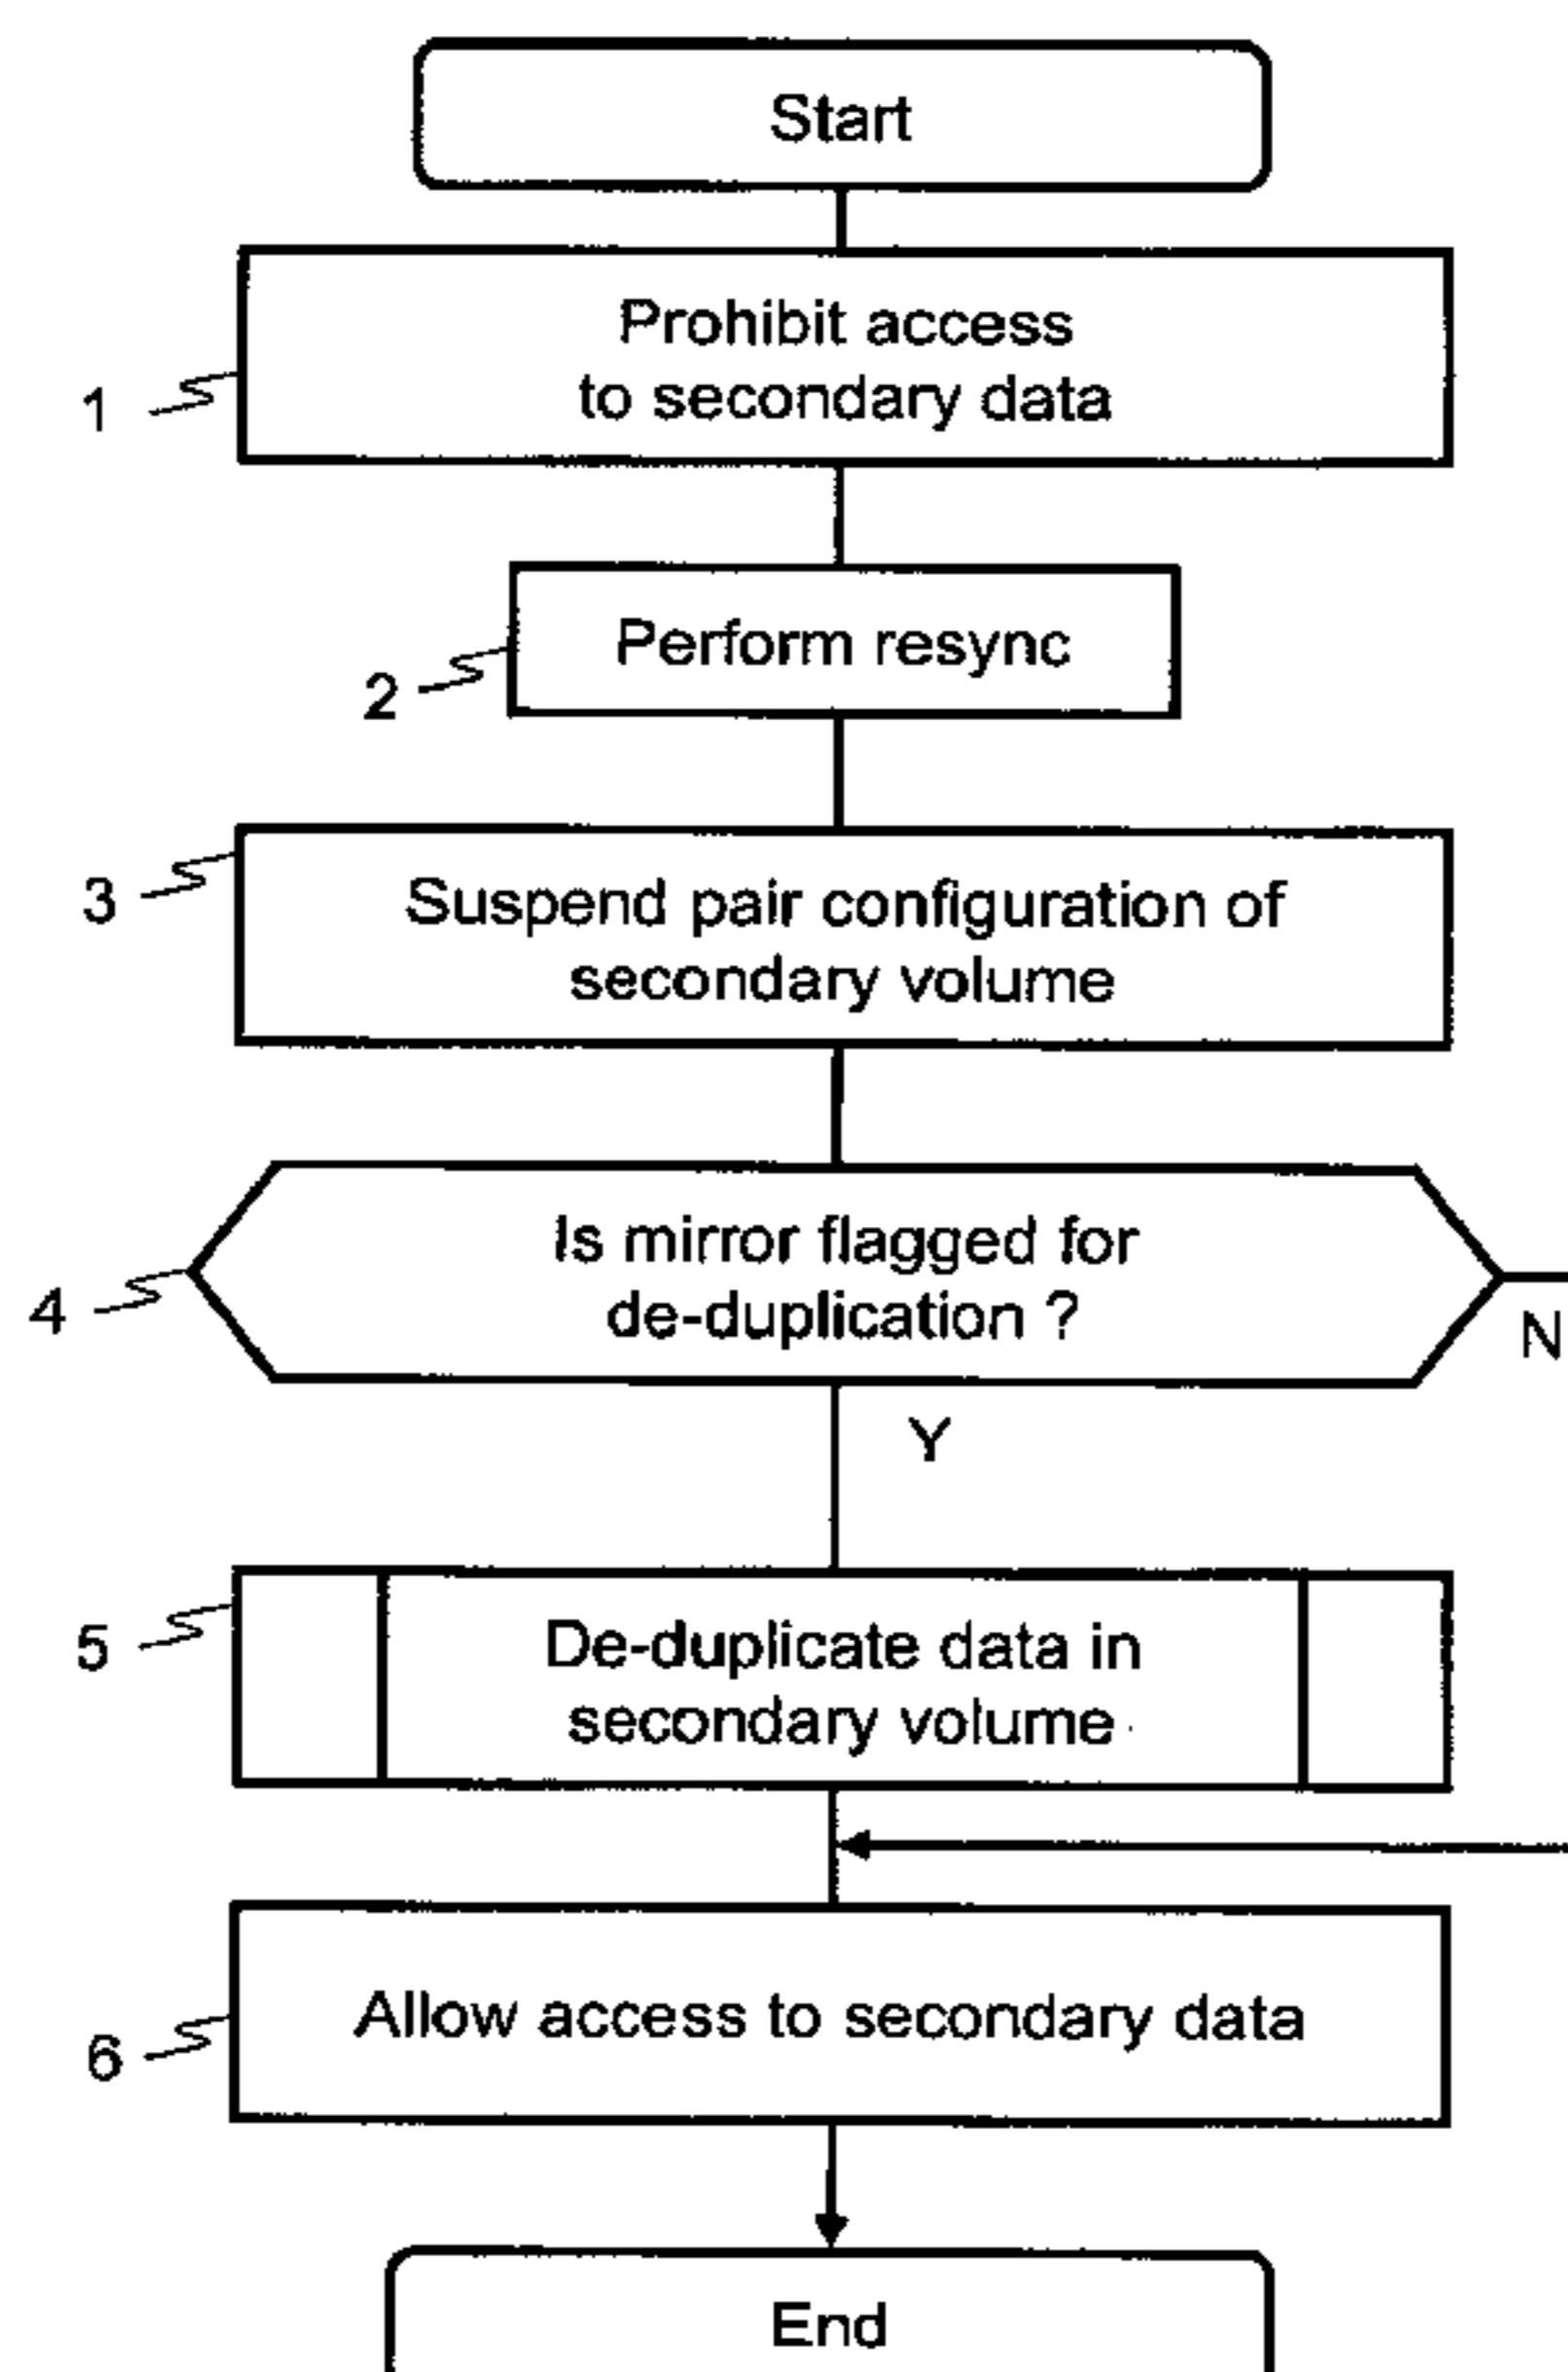 Start
Prohibit access
to secondary data
1
Perform resync
2
3
Suspend pair configuration of
secondary volume
Is mirror flagged for
de-duplication ?
4
N
Y
5
De-duplicate data in
secondary volume
Allow access to secondary data
6
End